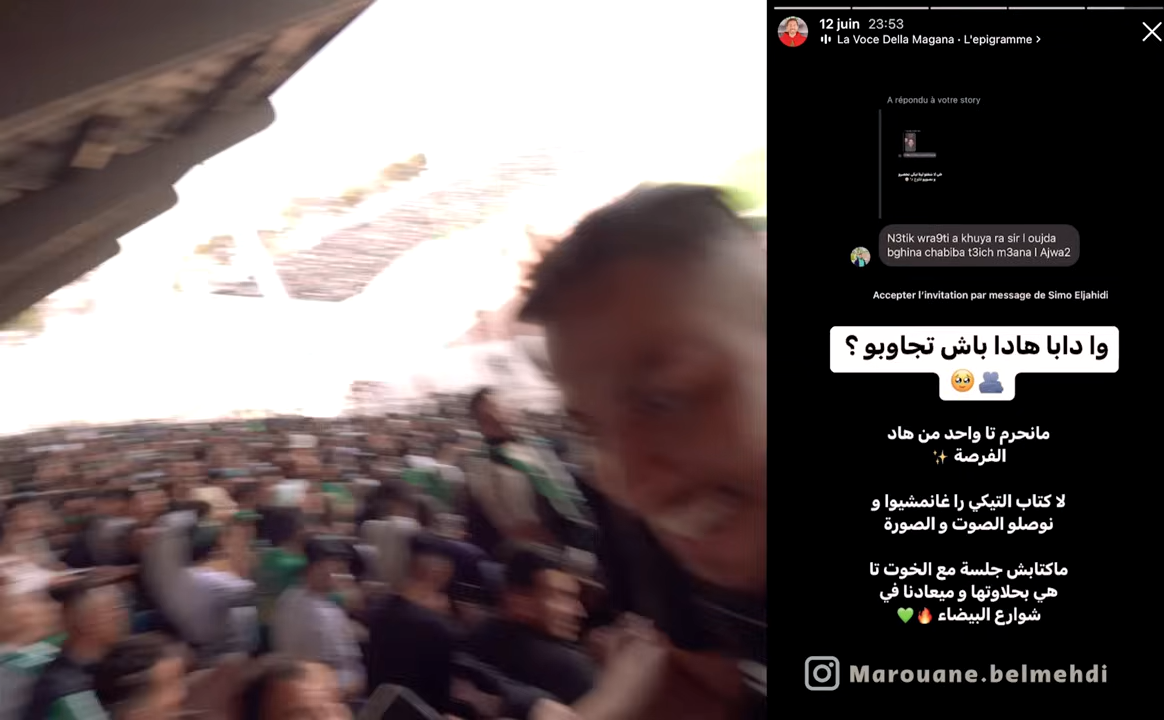 12 juin 23:53
La Voce Della Magana · L'epigramme >
A répondu à votre story
N3tik wra9ti a khuya ra sir l oujda
bghina chabiba t3ich m3ana l Ajwa2
Accepter l'invitation par message de Simo Eljahidi
وا دابا هادا باش تجاوبو ؟
🥹🫂
مانحرم تا واحد من هاد
الفرصة ✨
لا كتاب التيكي را غانمشيوا و
نوصلو الصوت و الصورة
ماكتابش جلسة مع الخوت تا
هي بحلاوتها و ميعادنا في
شوارع البيضاء 🔥💚
Marouane.belmehdi